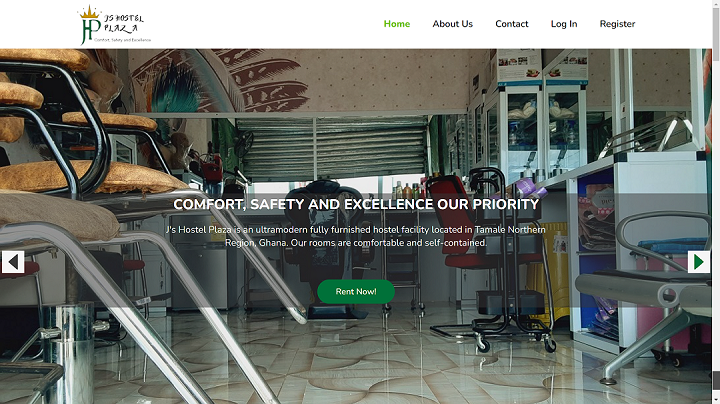 J'S HOSTEL
PLAZA
Comfort, Safety and Excellence
Home
About Us
Contact
Log In
Register
COMFORT, SAFETY AND EXCELLENCE OUR PRIORITY
J's Hostel Plaza is an ultramodern fully furnished hostel facility located in Tamale Northern
Region, Ghana. Our rooms are comfortable and self-contained.
Rent Now!